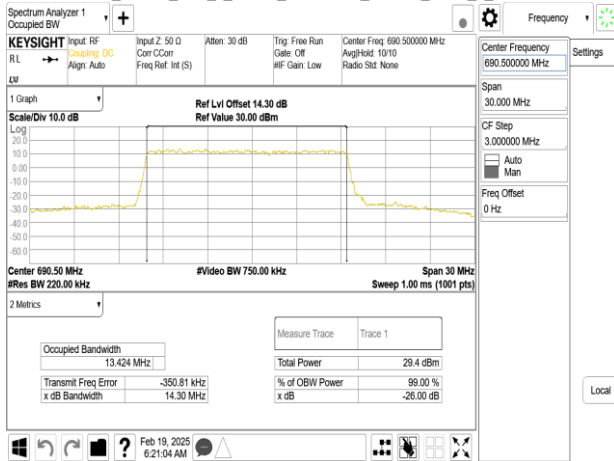 Spectrum Analyzer 1
Occupied BW
+
Frequency
KEYSIGHT
RL
LXI
Input: RF
Coupling: DC
Align: Auto
Input Z: 50 Ω
Corr CCorr
Freq Ref: Int (S)
Atten: 30 dB
Trig: Free Run
Gate: Off
#IF Gain: Low
Center Freq: 690.500000 MHz
Avg|Hold: 10/10
Radio Std: None
Center Frequency
690.500000 MHz
Settings
Span
30.000 MHz
CF Step
3.000000 MHz
Auto
Man
Freq Offset
0 Hz
Local
1 Graph
Scale/Div 10.0 dB
Ref Lvl Offset 14.30 dB
Ref Value 30.00 dBm
Log
20.0
10.0
0.00
-10.0
-20.0
-30.0
-40.0
-50.0
-60.0
Center 690.50 MHz
#Video BW 750.00 kHz
Span 30 MHz
#Res BW 220.00 kHz
Sweep 1.00 ms (1001 pts)
2 Metrics
Measure Trace
Trace 1
Occupied Bandwidth
13.424 MHz
Total Power
29.4 dBm
Transmit Freq Error
-350.81 kHz
% of OBW Power
99.00 %
x dB Bandwidth
14.30 MHz
x dB
-26.00 dB
?
Feb 19, 2025
6:21:04 AM